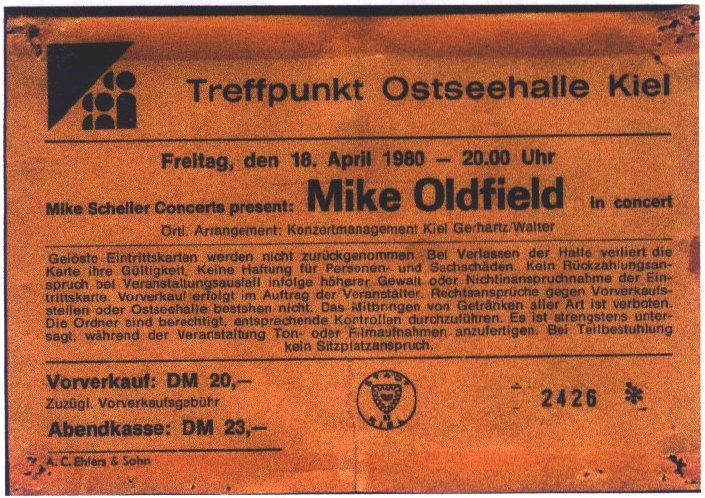 Treffpunkt Ostseehalle Kiel
Freitag, den 18. April 1980 — 20.00 Uhr
Mike Scheller Concerts present: Mike Oldfield in concert
Örtl. Arrangement: Konzertmanagement Kiel Gerhartz/Walter
Gelöste Eintrittskarten werden nicht zurückgenommen. Bei Verlassen der Halle verliert die
Karte ihre Gültigkeit. Keine Haftung für Personen- und Sachschäden. Kein Rückzahlungsan-
spruch bei Veranstaltungsausfall infolge höherer Gewalt oder Nichtinanspruchnahme der Ein-
trittskarte. Vorverkauf erfolgt im Auftrag der Veranstalter. Rechtsansprüche gegen Vorverkaufs-
stellen oder Ostseehalle bestehen nicht. Das Mitbringen von Getränken aller Art ist verboten.
Die Ordner sind berechtigt, entsprechende Kontrollen durchzuführen. Es ist strengstens unter-
sagt, während der Veranstaltung Ton- oder Filmaufnahmen anzufertigen. Bei Teilbestuhlung
kein Sitzplatzanspruch.
Vorverkauf: DM 20,—
Zuzügl. Vorverkaufsgebühr
Abendkasse: DM 23,—
STADT
KIEL
2426 *
A. C. Ehlers & Sohn